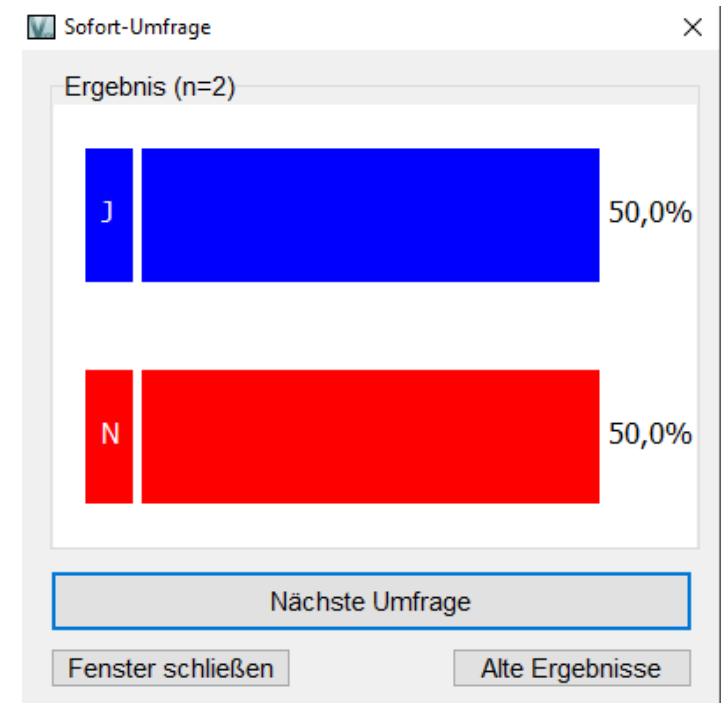 Sofort-Umfrage
Ergebnis (n=2)
J 50,0%
N 50,0%
Nächste Umfrage
Fenster schließen Alte Ergebnisse